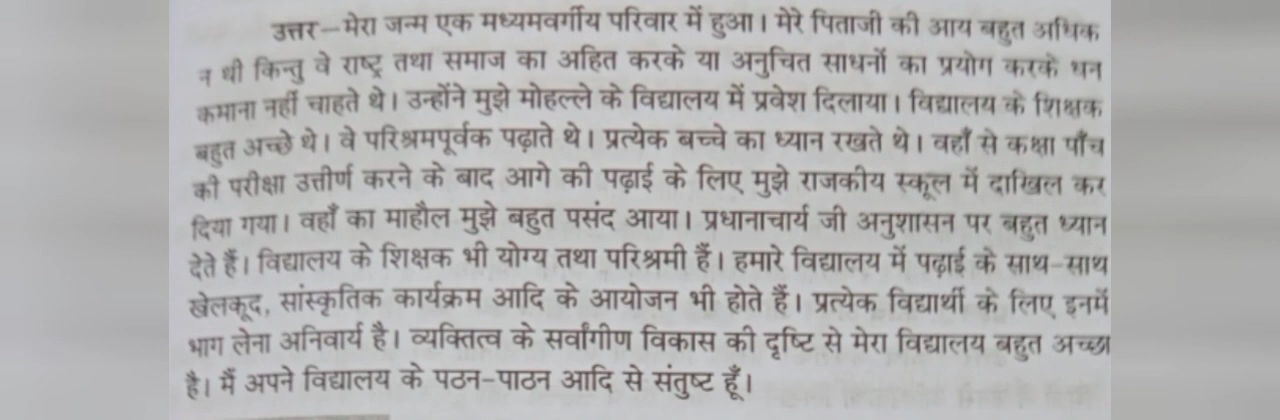 उत्तर–मेरा जन्म एक मध्यमवर्गीय परिवार में हुआ। मेरे पिताजी की आय बहुत अधिक
न थी किन्तु वे राष्ट्र तथा समाज का अहित करके या अनुचित साधनों का प्रयोग करके धन
कमाना नहीं चाहते थे। उन्होंने मुझे मोहल्ले के विद्यालय में प्रवेश दिलाया। विद्यालय के शिक्षक
बहुत अच्छे थे। वे परिश्रमपूर्वक पढ़ाते थे। प्रत्येक बच्चे का ध्यान रखते थे। वहाँ से कक्षा पाँच
की परीक्षा उत्तीर्ण करने के बाद आगे की पढ़ाई के लिए मुझे राजकीय स्कूल में दाखिल कर
दिया गया। वहाँ का माहौल मुझे बहुत पसंद आया। प्रधानाचार्य जी अनुशासन पर बहुत ध्यान
देते हैं। विद्यालय के शिक्षक भी योग्य तथा परिश्रमी हैं। हमारे विद्यालय में पढ़ाई के साथ-साथ
खेलकूद, सांस्कृतिक कार्यक्रम आदि के आयोजन भी होते हैं। प्रत्येक विद्यार्थी के लिए इनमें
भाग लेना अनिवार्य है। व्यक्तित्व के सर्वांगीण विकास की दृष्टि से मेरा विद्यालय बहुत अच्छा
है। मैं अपने विद्यालय के पठन-पाठन आदि से संतुष्ट हूँ।